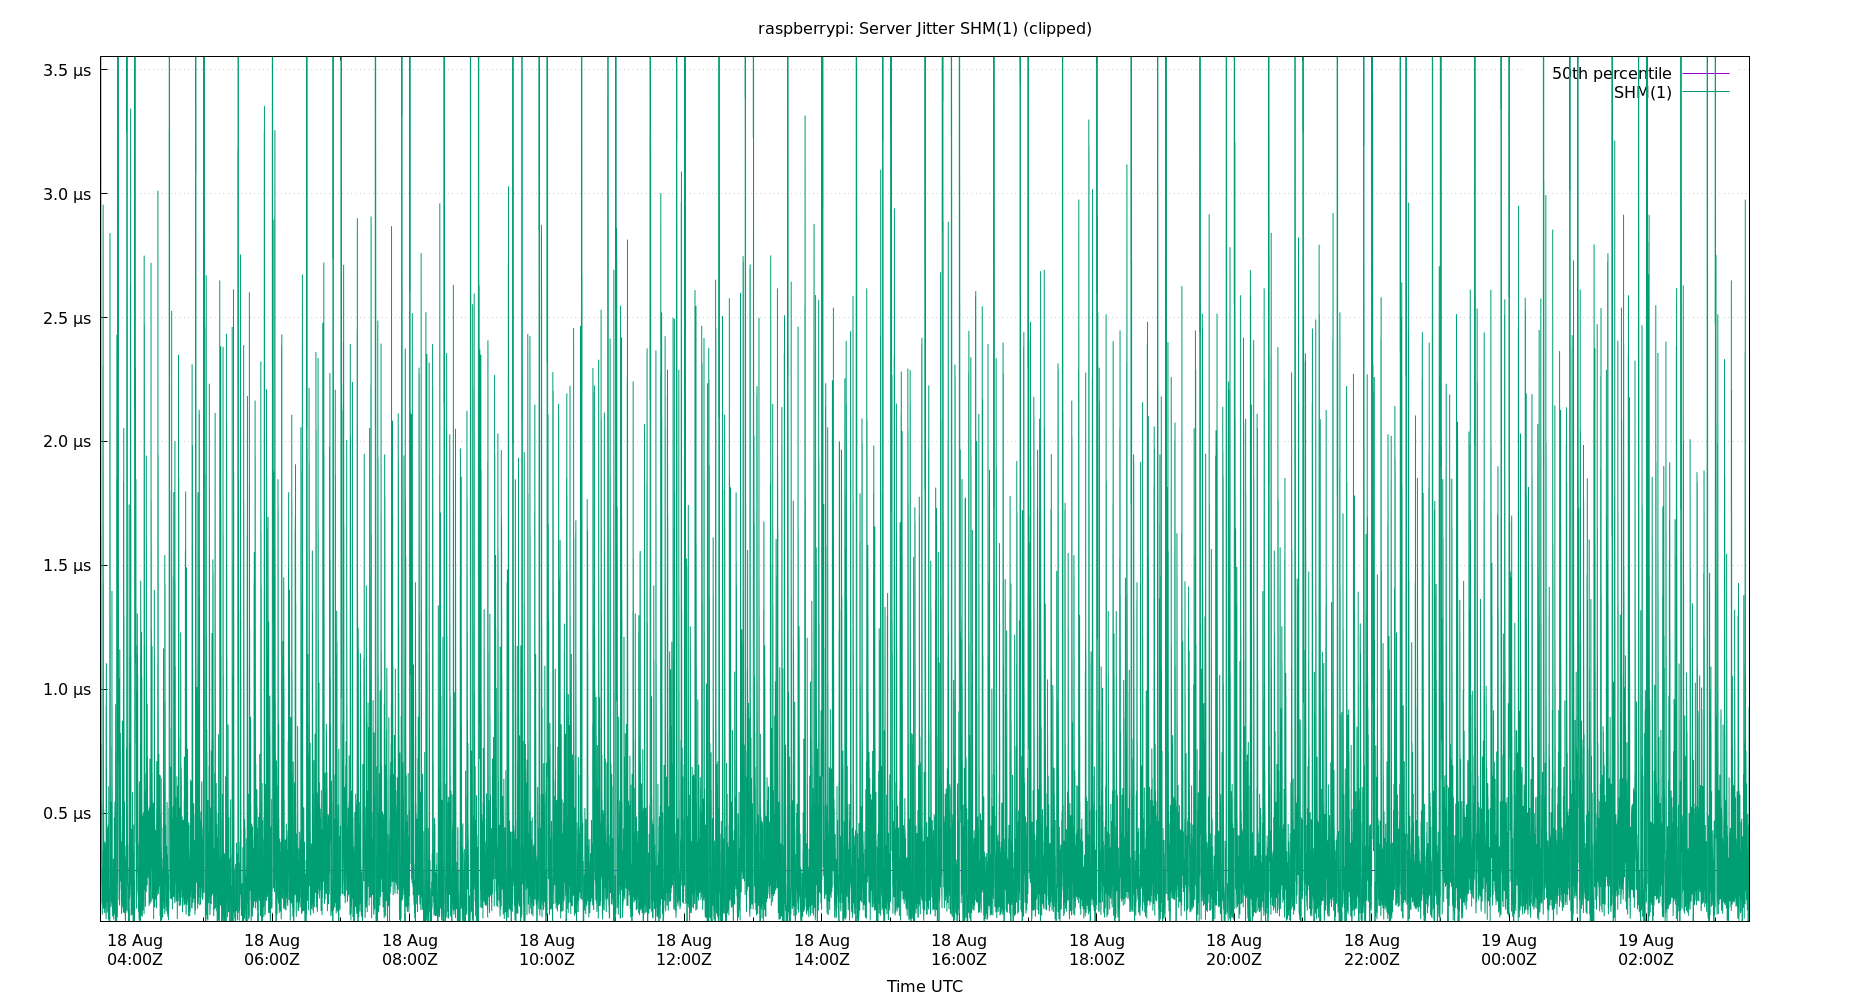 raspberrypi: Server Jitter SHM(1) (clipped)
3.5 µs
50th percentile
SHM(1)
3.0 µs
2.5 µs
2.0 µs
1.5 µs
1.0 µs
0.5 µs
18 Aug 18 Aug 18 Aug 18 Aug 18 Aug 18 Aug 18 Aug 18 Aug 18 Aug 18 Aug 19 Aug 19 Aug
04:00Z 06:00Z 08:00Z 10:00Z 12:00Z 14:00Z 16:00Z 18:00Z 20:00Z 22:00Z 00:00Z 02:00Z
Time UTC